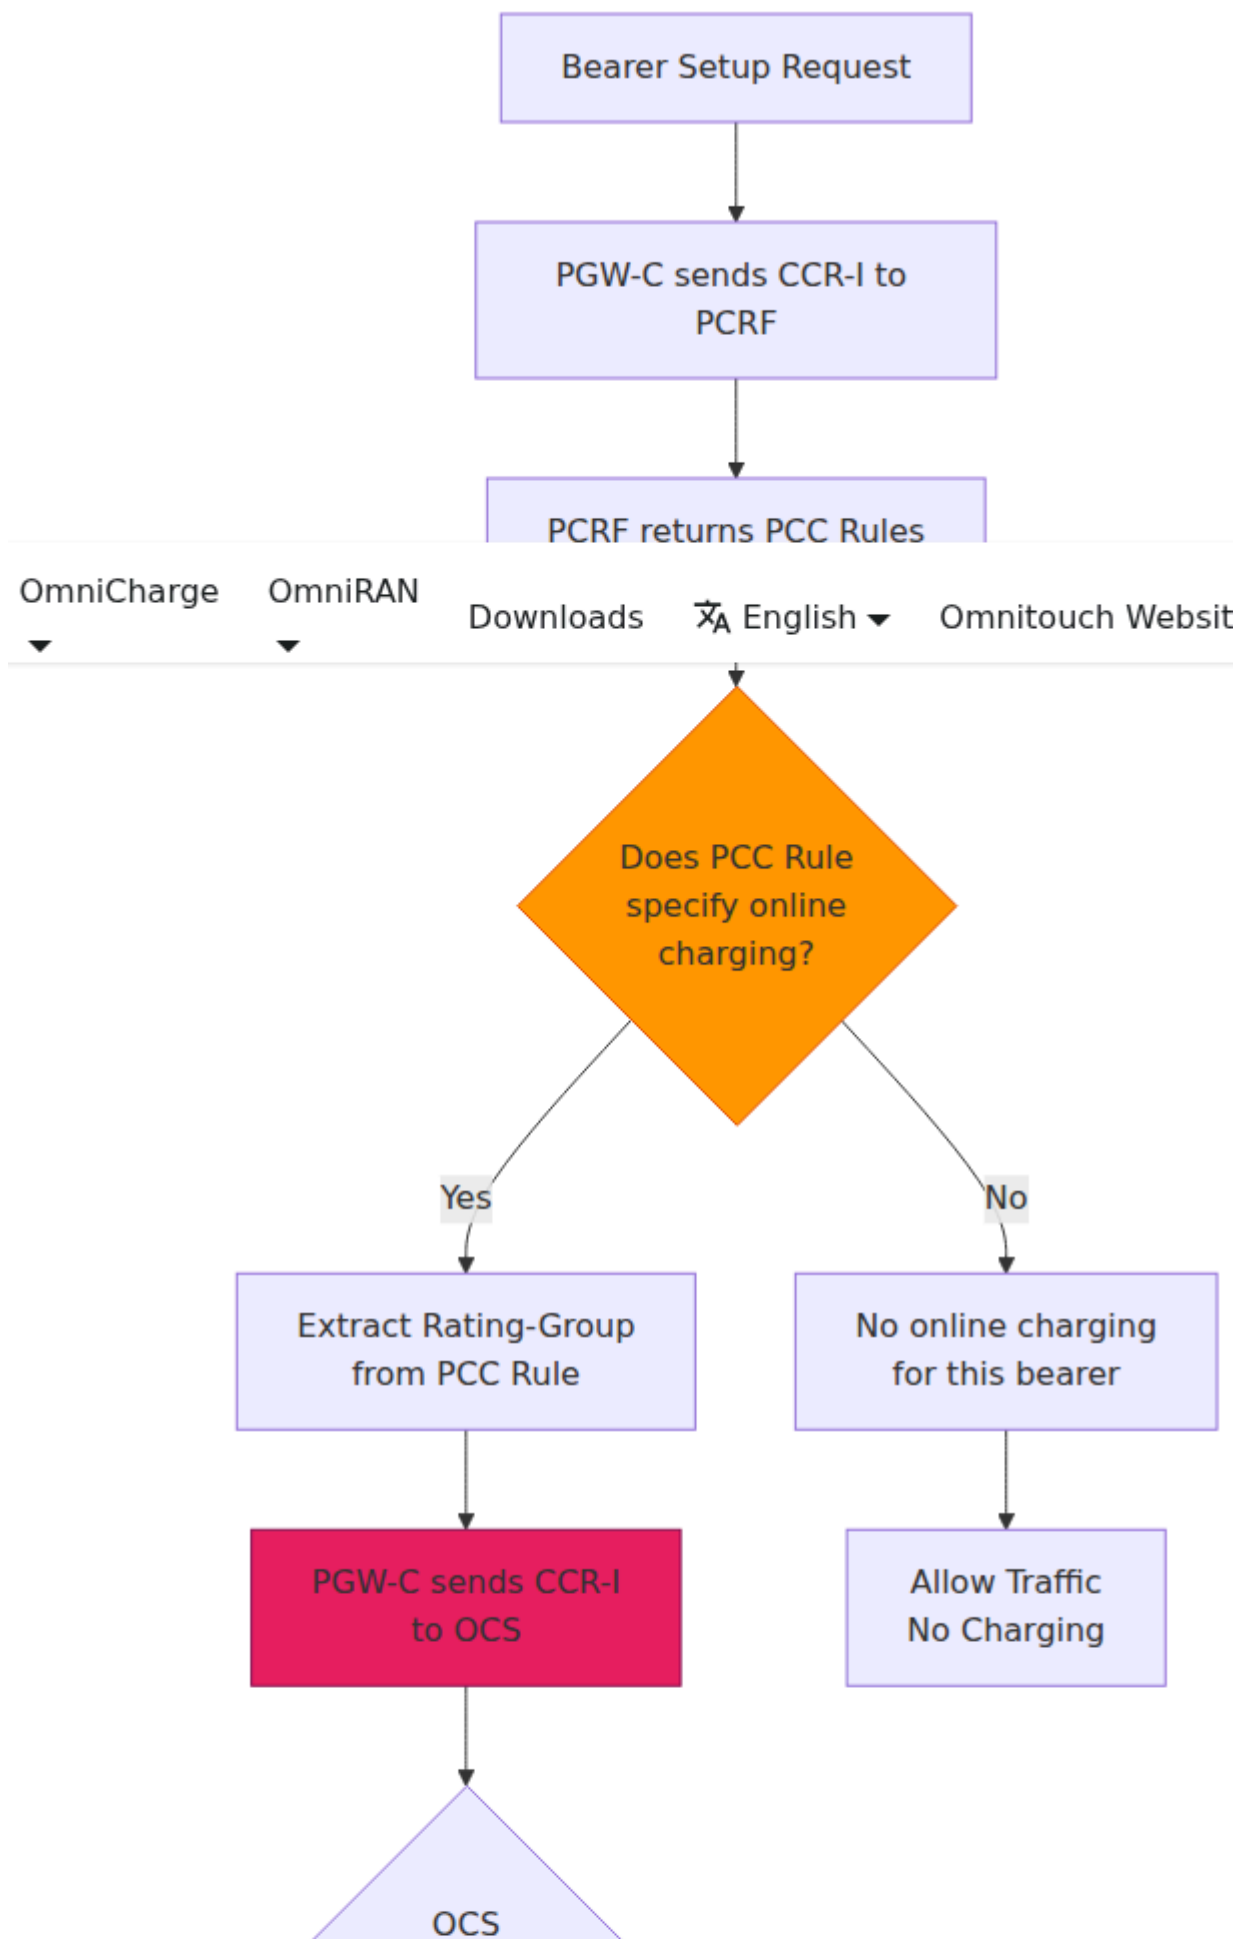 Bearer Setup Request
PGW-C sends CCR-I to
PCRF
PCRF returns PCC Rules
OmniCharge
OmniRAN
Downloads
English
Omnitouch Websit
Does PCC Rule
specify online
charging?
Yes
No
Extract Rating-Group
from PCC Rule
No online charging
for this bearer
PGW-C sends CCR-I
to OCS
Allow Traffic
No Charging
OCS